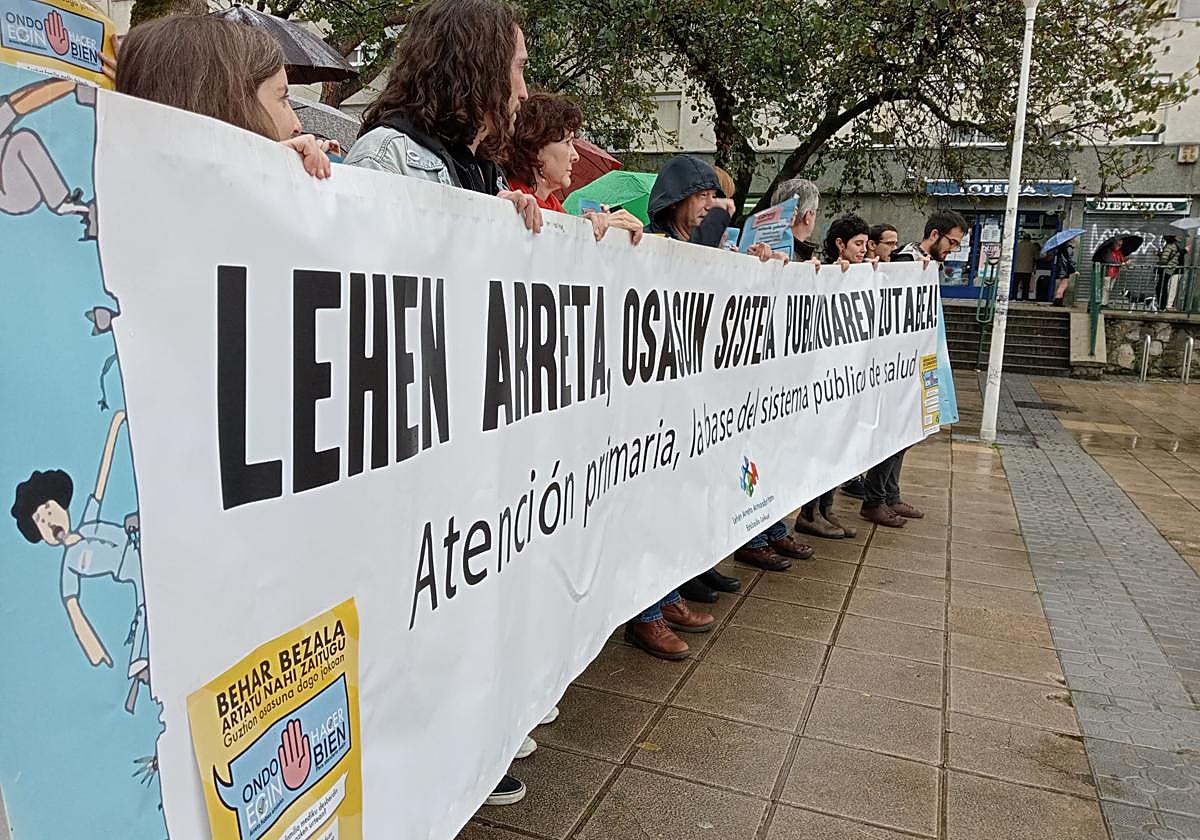 ONDO
EGIN
HACER
BIEN
LOTERIA
DIETETICA
LEHEN ARRETA, OSASUN SISTEMA PUBLIKOAREN ZUTABEA!
Atención primaria, la base del sistema público de salud
BEHAR BEZALA
ARTATU NAHI ZAITUGU
Guztion osasuna dago jokoan
ONDO
EGIN
HACER
BIEN